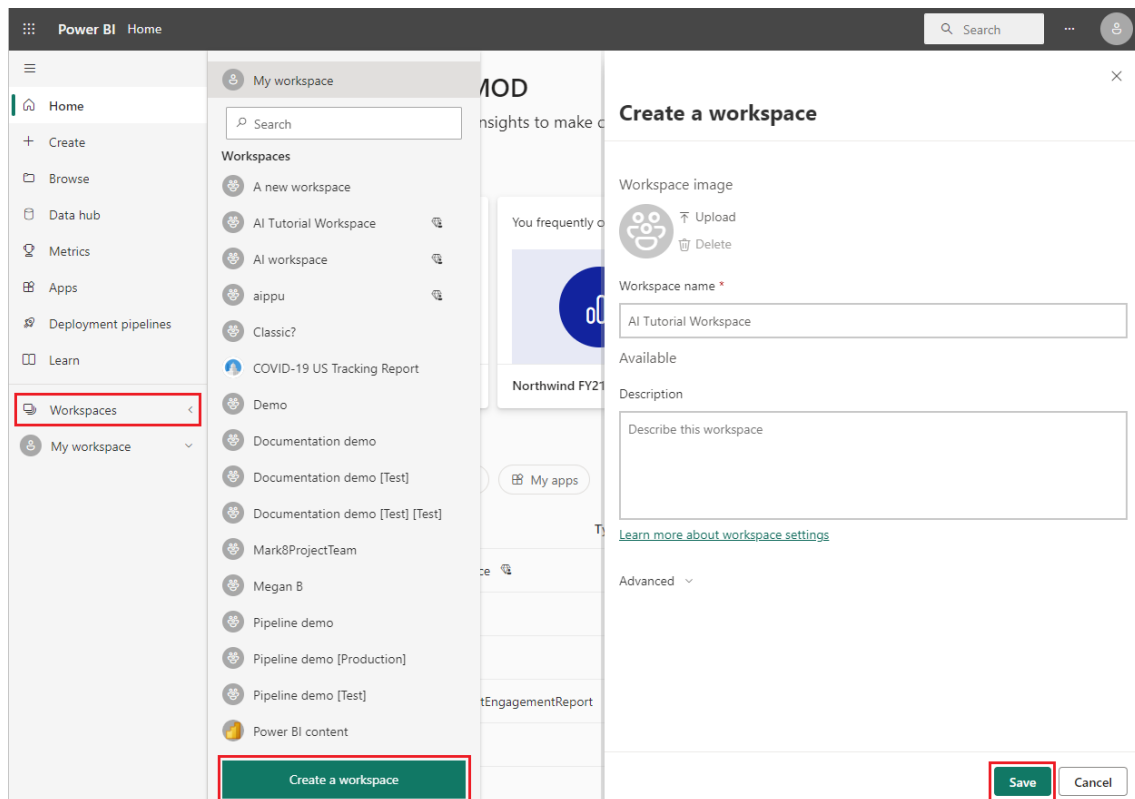 Power BI Home
Search
Home
Create
Browse
Data hub
Metrics
Apps
Deployment pipelines
Learn
Workspaces
My workspace
My workspace
Search
Workspaces
A new workspace
AI Tutorial Workspace
AI workspace
aippu
Classic?
COVID-19 US Tracking Report
Demo
Documentation demo
Documentation demo [Test]
Documentation demo [Test] [Test]
Mark8ProjectTeam
Megan B
Pipeline demo
Pipeline demo [Production]
Pipeline demo [Test]
Power BI content
Create a workspace
MOD
nsights to make c
You frequently o
Northwind FY21
My apps
Ty
ce
tEngagementReport
Create a workspace
Workspace image
Upload
Delete
Workspace name *
AI Tutorial Workspace
Available
Description
Describe this workspace
Learn more about workspace settings
Advanced
Save
Cancel